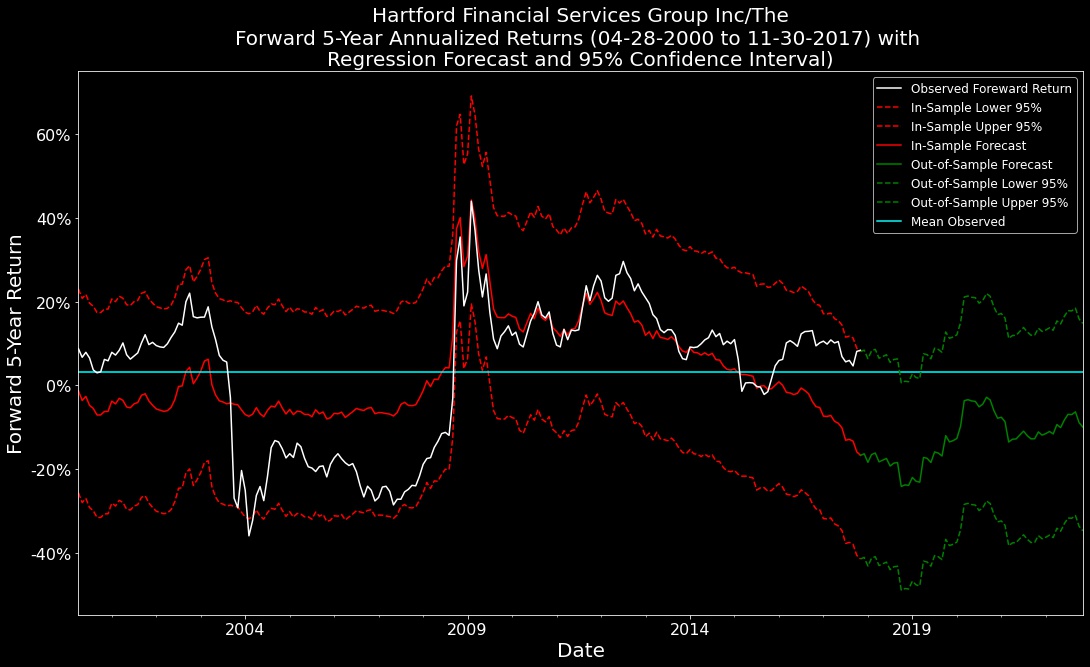 Hartford Financial Services Group Inc/The
Forward 5-Year Annualized Returns (04-28-2000 to 11-30-2017) with
Regression Forecast and 95% Confidence Interval)
Observed Foreward Return
In-Sample Lower 95%
In-Sample Upper 95%
In-Sample Forecast
Out-of-Sample Forecast
Out-of-Sample Lower 95%
Out-of-Sample Upper 95%
Mean Observed
Forward 5-Year Return
60%
40%
20%
0%
-20%
-40%
2004
2009
2014
2019
Date